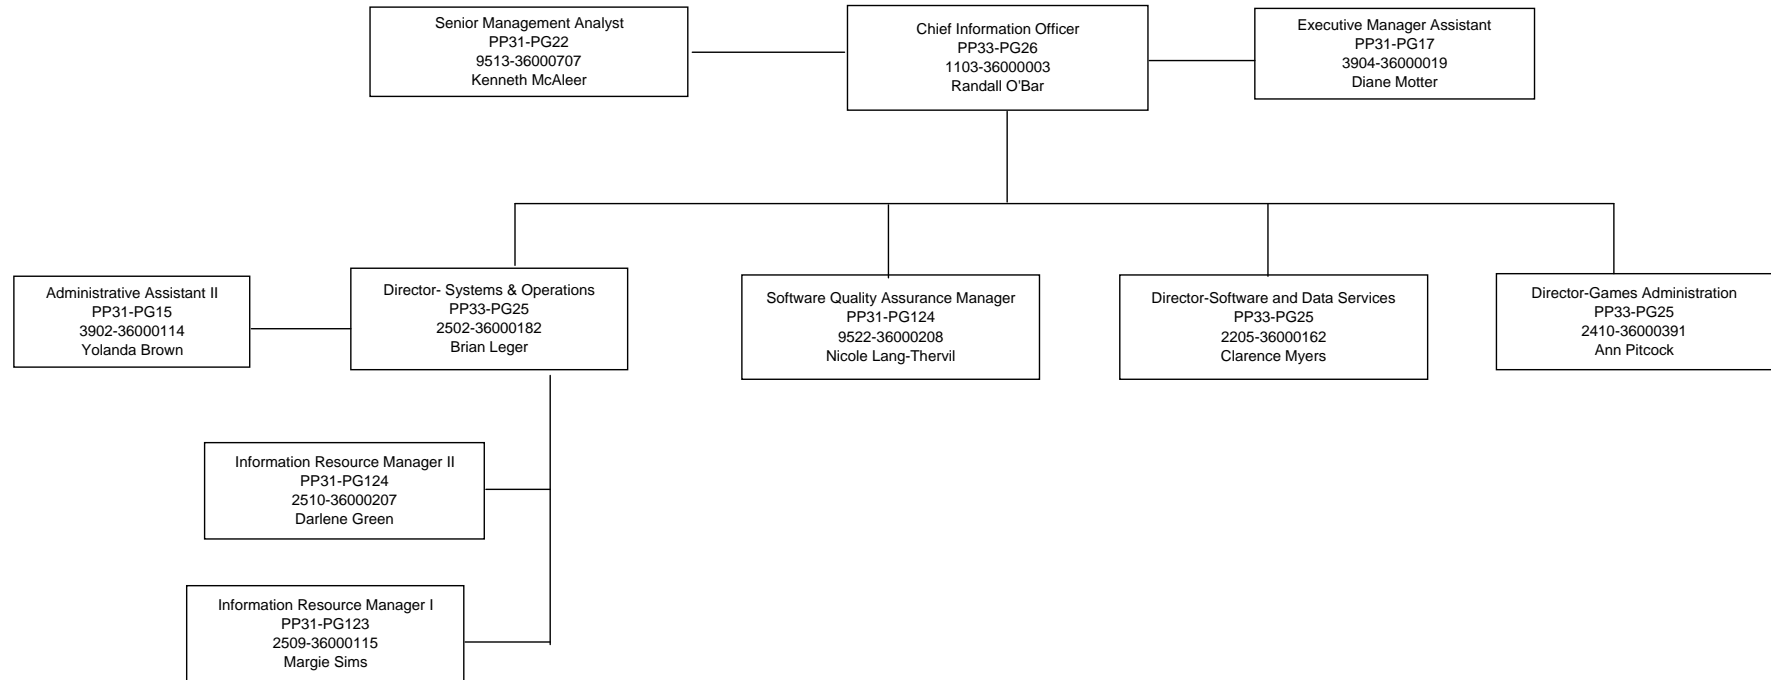 Senior Management Analyst
PP31-PG22
9513-36000707
Kenneth McAleer
Chief Information Officer
PP33-PG26
1103-36000003
Randall O'Bar
Executive Manager Assistant
PP31-PG17
3904-36000019
Diane Motter
Administrative Assistant II
PP31-PG15
3902-36000114
Yolanda Brown
Director- Systems & Operations
PP33-PG25
2502-36000182
Brian Leger
Software Quality Assurance Manager
PP31-PG124
9522-36000208
Nicole Lang-Thervil
Director-Software and Data Services
PP33-PG25
2205-36000162
Clarence Myers
Director-Games Administration
PP33-PG25
2410-36000391
Ann Pitcock
Information Resource Manager II
PP31-PG124
2510-36000207
Darlene Green
Information Resource Manager I
PP31-PG123
2509-36000115
Margie Sims